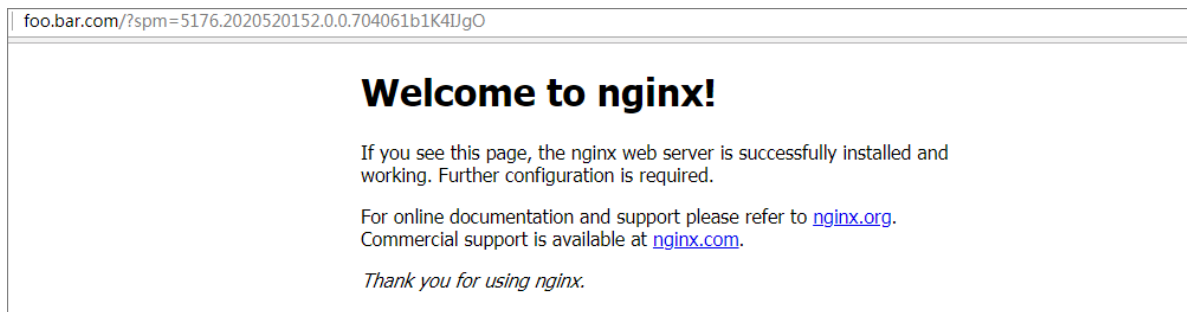 foo.bar.com/?spm=5176.2020520152.0.0.704061b1K4IJgO
Welcome to nginx!
If you see this page, the nginx web server is successfully installed and
working. Further configuration is required.
For online documentation and support please refer to nginx.org.
Commercial support is available at nginx.com.
Thank you for using nginx.